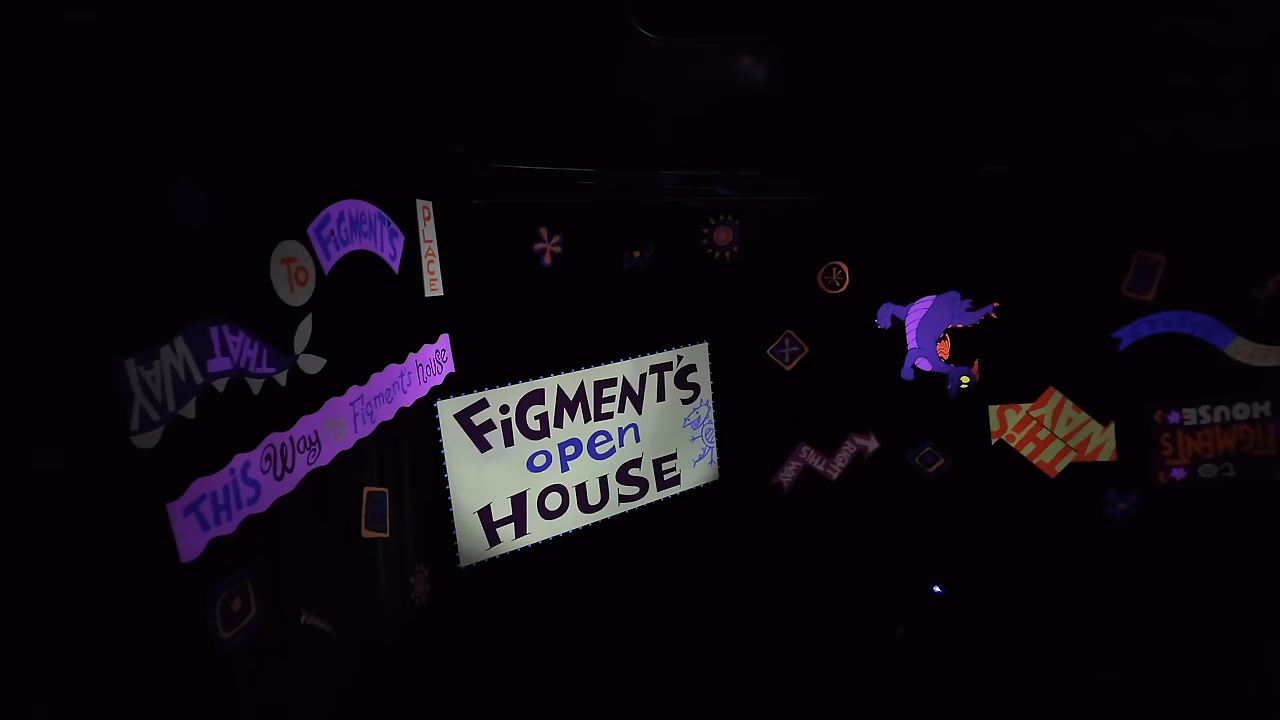 TO
FiGMENT'S
PLACE
THAT WAY
THiS Way to Figment's house
FiGMENT'S
open
HOUSE
RIGHT THIS WAY
THiS WAY
TO
FIGMENT'S
HOUSE